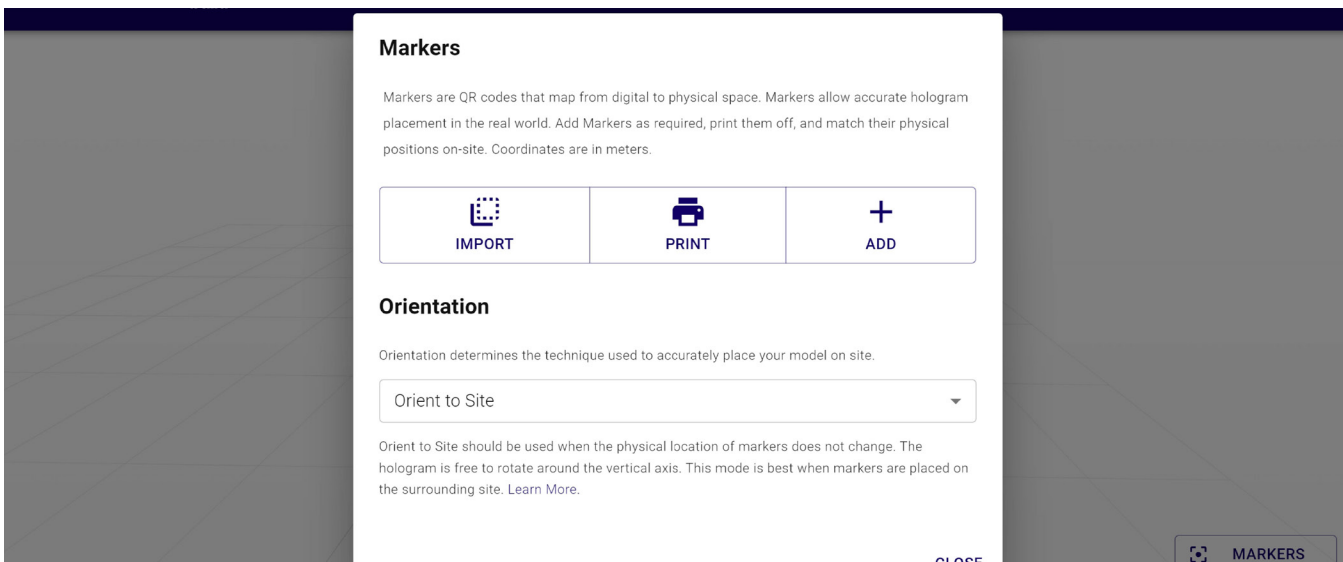 Markers
Markers are QR codes that map from digital to physical space. Markers allow accurate hologram
placement in the real world. Add Markers as required, print them off, and match their physical
positions on-site. Coordinates are in meters.
IMPORT
PRINT
ADD
Orientation
Orientation determines the technique used to accurately place your model on site.
Orient to Site
Orient to Site should be used when the physical location of markers does not change. The
hologram is free to rotate around the vertical axis. This mode is best when markers are placed on
the surrounding site. Learn More.
CLOSE
MARKERS